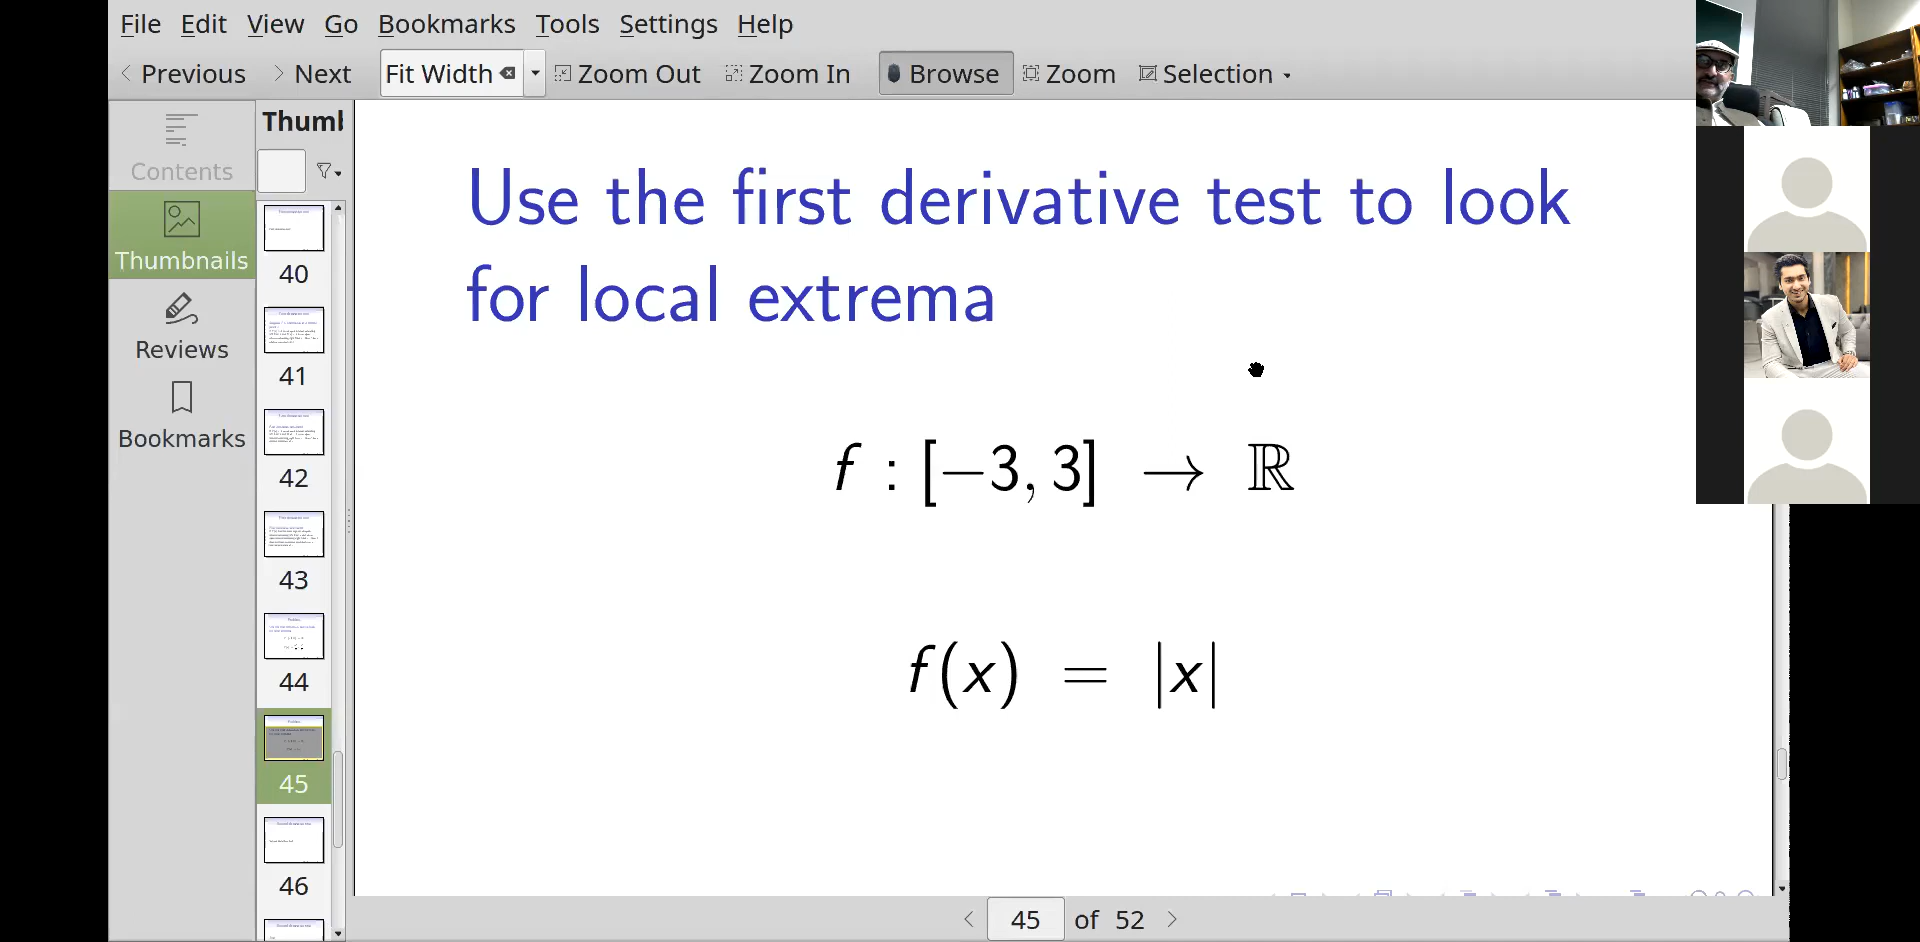 File Edit View Go Bookmarks Tools Settings Help
Previous Next Fit Width Zoom Out Zoom In Browse Zoom Selection
Contents
Thumbnails
Reviews
Bookmarks
Thuml
40
41
42
43
44
45
46
Use the first derivative test to look
for local extrema
f : [−3, 3] → ℝ
f(x) = |x|
45 of 52